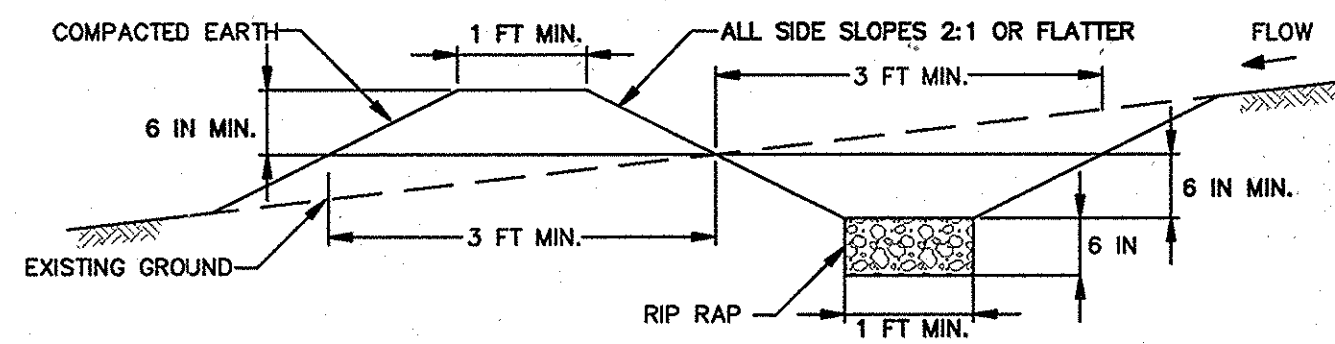 COMPACTED EARTH
1 FT MIN.
ALL SIDE SLOPES 2:1 OR FLATTER
FLOW
3 FT MIN.
6 IN MIN.
6 IN MIN.
3 FT MIN.
6 IN
EXISTING GROUND
RIP RAP
1 FT MIN.